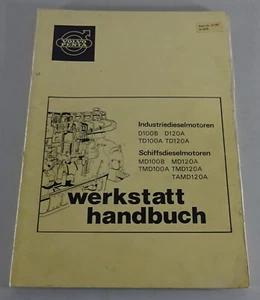 VOLVO
PENTA
Industriedieselmotoren
D100B D120A
TD100A TD120A
Schiffsdieselmotoren
MD100B MD120A
TMD100A TMD120A
TAMD120A
werkstatt
handbuch